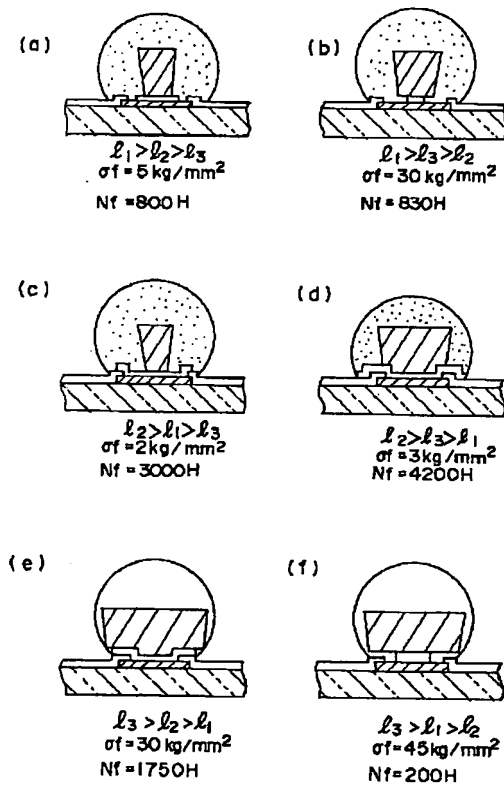 (a)
ℓ₁>ℓ₂>ℓ₃
σf=5kg/mm²
Nf=800H
(b)
ℓ₁>ℓ₃>ℓ₂
σf=30kg/mm²
Nf=830H
(c)
ℓ₂>ℓ₁>ℓ₃
σf=2kg/mm²
Nf=3000H
(d)
ℓ₂>ℓ₃>ℓ₁
σf=3kg/mm²
Nf=4200H
(e)
ℓ₃>ℓ₂>ℓ₁
σf=30kg/mm²
Nf=1750H
(f)
ℓ₃>ℓ₁>ℓ₂
σf=45kg/mm²
Nf=200H